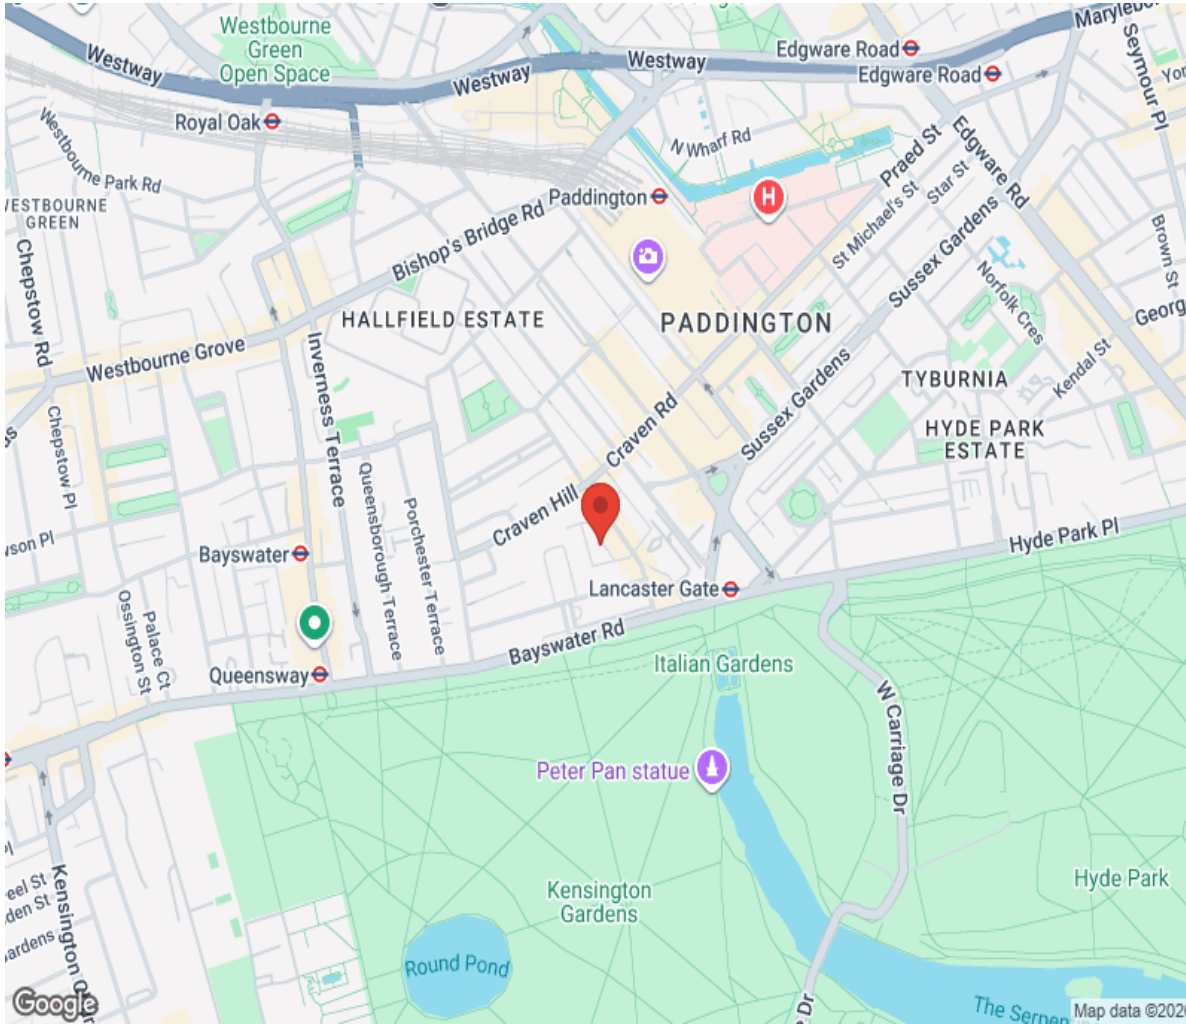 Westbourne
Green
Open Space
Westway
Westway
Westway
Edgware Road
Edgware Road
Seymour Pl
Royal Oak
N Wharf Rd
Praed St
Edgware Rd
Star St
St Michael's St
Westbourne Park Rd
WESTBOURNE
GREEN
Paddington
H
Bishop's Bridge Rd
Sussex Gardens
Brown St
Norfolk Cres
Chepstow Rd
HALLFIELD ESTATE
PADDINGTON
Georg
Westbourne Grove
Inverness Terrace
Kendal St
TYBURNIA
Sussex Gardens
HYDE PARK
ESTATE
Craven Rd
Chepstow Pl
Queensborough Terrace
Porchester Terrace
Craven Hill
Hyde Park Pl
Bayswater
Lancaster Gate
Ossington St
Palace Ct
Bayswater Rd
Queensway
Italian Gardens
W Carriage Dr
Peter Pan statue
Kensington
Gardens
Hyde Park
Round Pond
Google
The Serpen
Map data ©2026